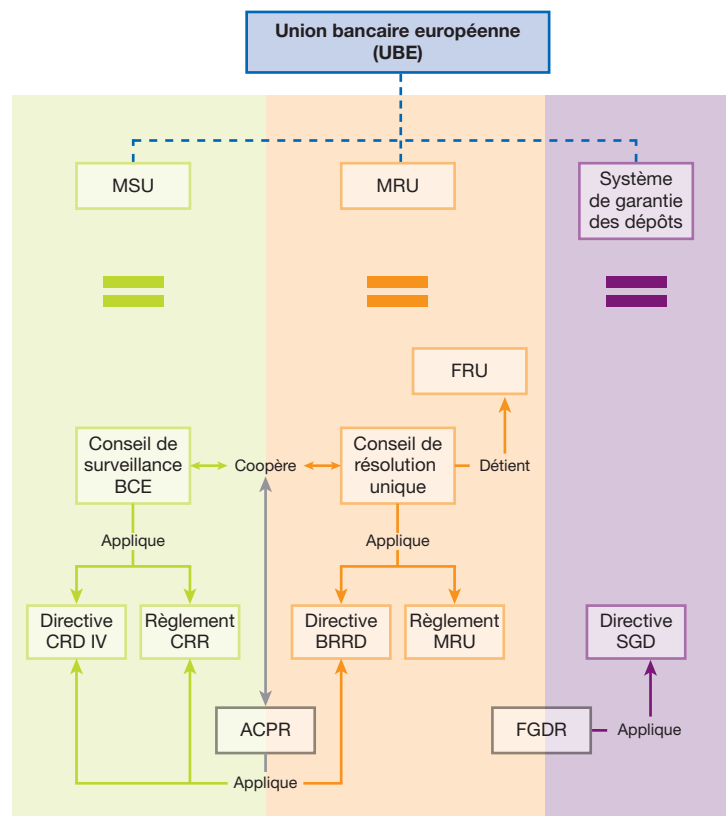 Union bancaire européenne
(UBE)
MSU
MRU
Système
de garantie
des dépôts
FRU
Conseil de
surveillance
BCE
Coopère
Conseil de
résolution
unique
Détient
Applique
Applique
Directive
CRD IV
Règlement
CRR
Directive
BRRD
Règlement
MRU
Directive
SGD
ACPR
FGDR
Applique
Applique